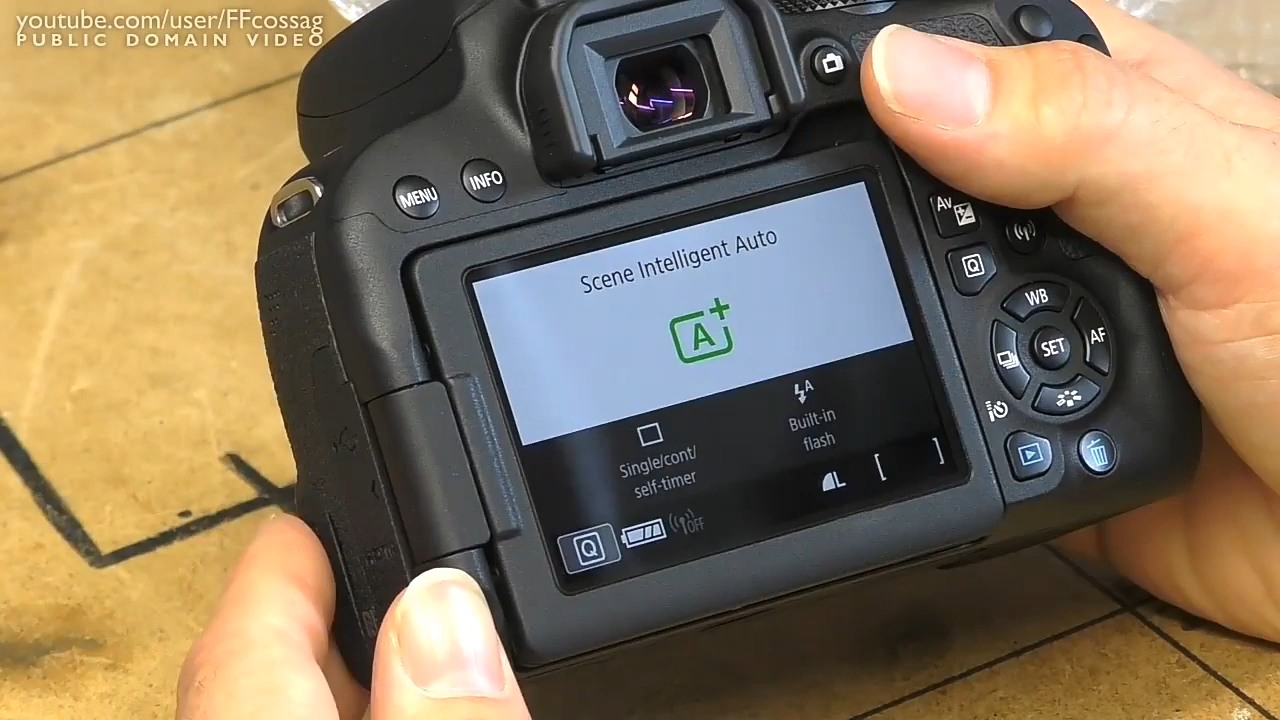 youtube.com/user/FFcossag
PUBLIC DOMAIN VIDEO
MENU
INFO
Scene Intelligent Auto
A+
Single/cont/
self-timer
A
Built-in
flash
L
[ ]
Q
OFF
Av
Q
WB
AF
SET